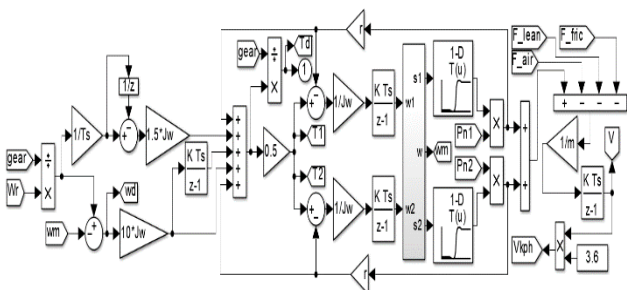 gear
Td
1
r
F_lean
F_fric
F_air
1-D
T(u)
1/z
1/Ts
1.5*Jw
1/Jw
K Ts
z-1
s1
w1
Pn1
1/m
V
gear
Wr
K Ts
z-1
0.5
T1
T2
w
wm
Pn2
K Ts
z-1
wd
wm
10*Jw
1/Jw
K Ts
z-1
w2
s2
1-D
T(u)
Vkph
3.6
r